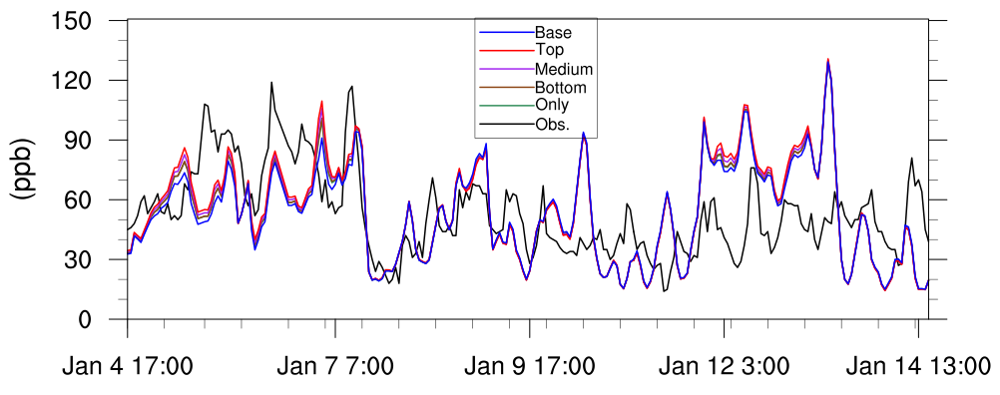 150
120
90
60
30
0
(ppb)
Base
Top
Medium
Bottom
Only
Obs.
Jan 4 17:00 Jan 7 7:00 Jan 9 17:00 Jan 12 3:00 Jan 14 13:00